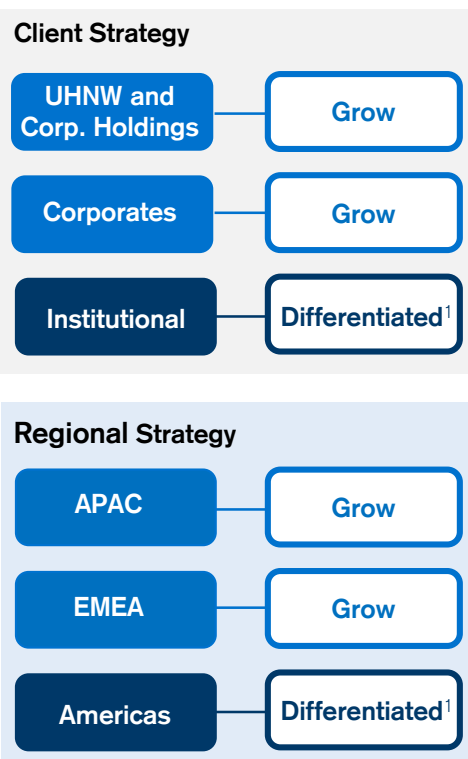 Client Strategy
UHNW and
Corp. Holdings
Grow
Corporates
Grow
Institutional
Differentiated¹
Regional Strategy
APAC
Grow
EMEA
Grow
Americas
Differentiated¹